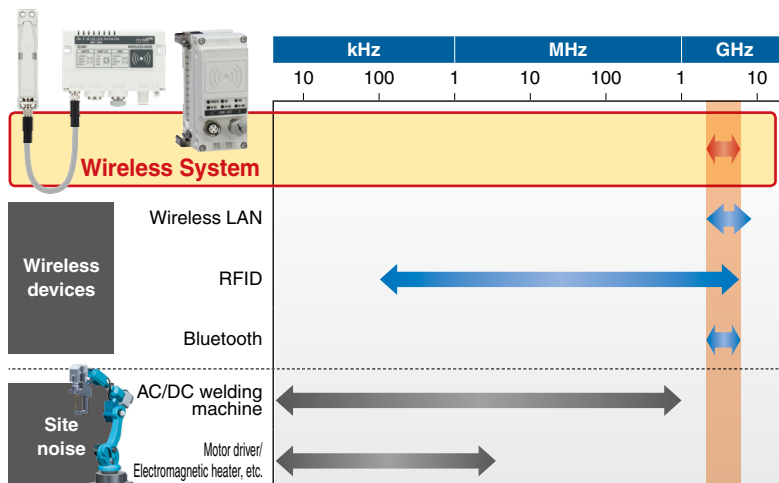 kHz MHz GHz
10 100 1 10 100 1 10
Wireless System
Wireless LAN
Wireless
devices
RFID
Bluetooth
AC/DC welding
machine
Site
noise
Motor driver/
Electromagnetic heater, etc.